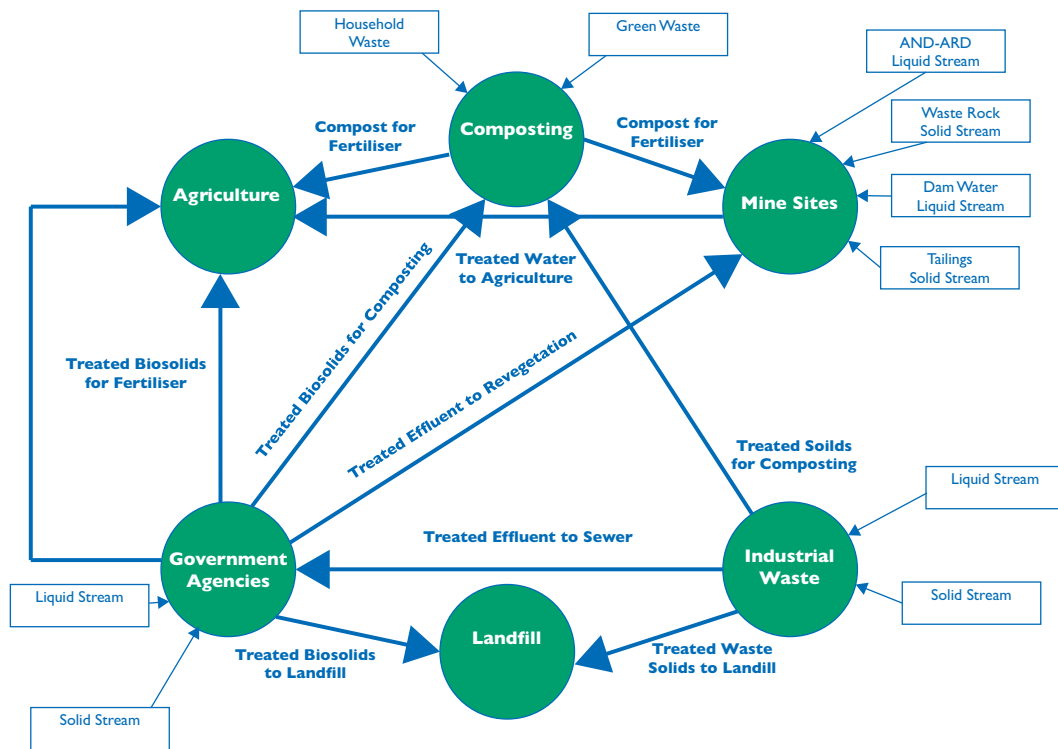 Household
Waste
Green Waste
AND-ARD
Liquid Stream
Compost for
Fertiliser
Composting
Compost for
Fertiliser
Waste Rock
Solid Stream
Agriculture
Mine Sites
Dam Water
Liquid Stream
Treated Water
to Agriculture
Tailings
Solid Stream
Treated Biosolids
for Fertiliser
Treated Biosolids for Composting
Treated Effluent to Revegetation
Treated Soilds
for Composting
Liquid Stream
Treated Effluent to Sewer
Government
Agencies
Industrial
Waste
Liquid Stream
Solid Stream
Landfill
Treated Biosolids
to Landfill
Treated Waste
Solids to Landill
Solid Stream